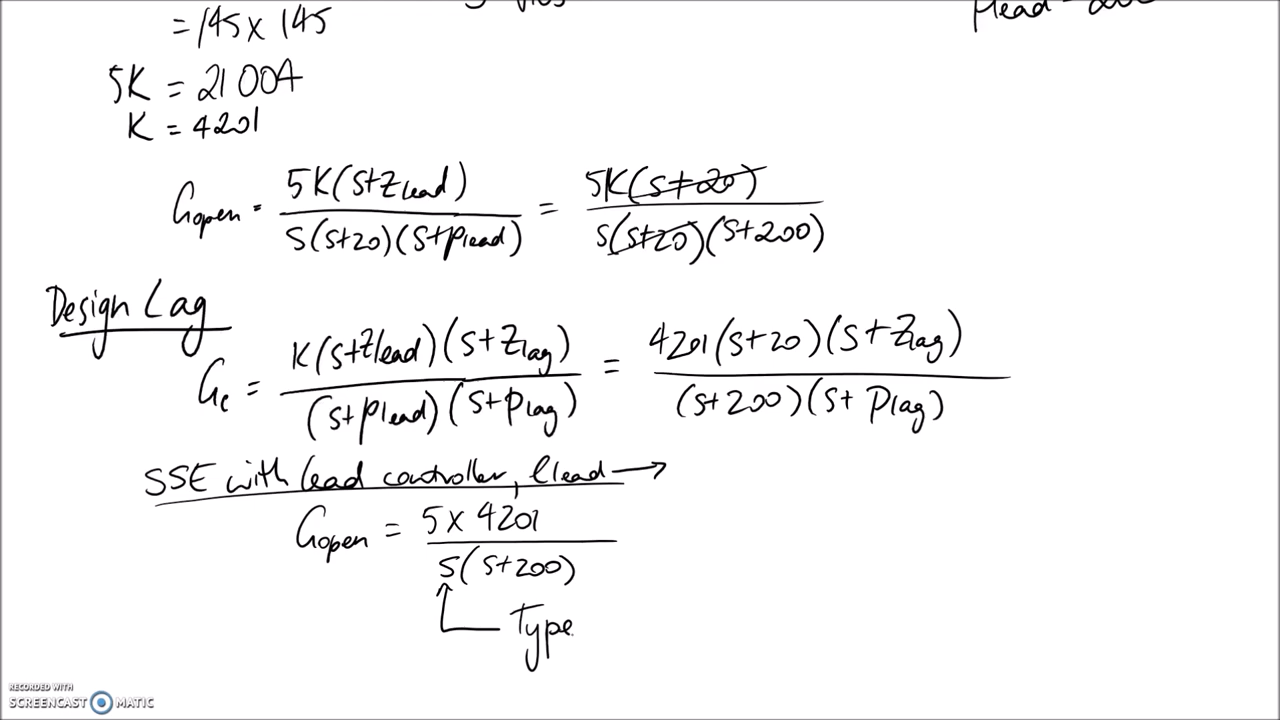 = 145 x 145
Plead = 200
5K = 21004
K = 4201
Gopen = 5K(s+Zlead) / s(s+20)(s+plead) = 5K(s+20) / s(s+20)(s+200)
Design Lag
Gc = K(s+Zlead)(s+Zlag) / (s+plead)(s+plag) = 4201(s+20)(s+Zlag) / (s+200)(s+plag)
SSE with lead controller, elead →
Gopen = 5 x 4201 / s(s+200)
Type
RECORDED WITH
SCREENCAST MATIC